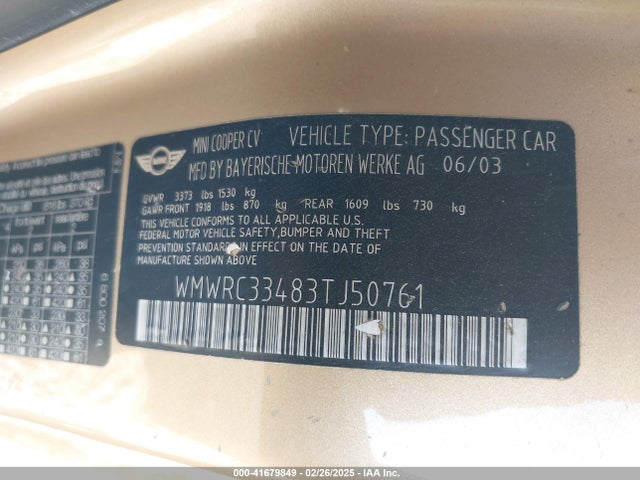 MINI COOPER CV VEHICLE TYPE: PASSENGER CAR
MFD BY BAYERISCHE MOTOREN WERKE AG 06/03
GVWR 3373 lbs 1530 kg
GAWR FRONT 1918 lbs 870 kg REAR 1609 lbs 730 kg
THIS VEHICLE CONFORMS TO ALL APPLICABLE U.S.
FEDERAL MOTOR VEHICLE SAFETY, BUMPER AND THEFT
PREVENTION STANDARDS IN EFFECT ON THE DATE
OF MANUFACTURE SHOWN ABOVE.
WMWRC33483TJ50761
000-41679849 - 02/26/2025 - IAA Inc.